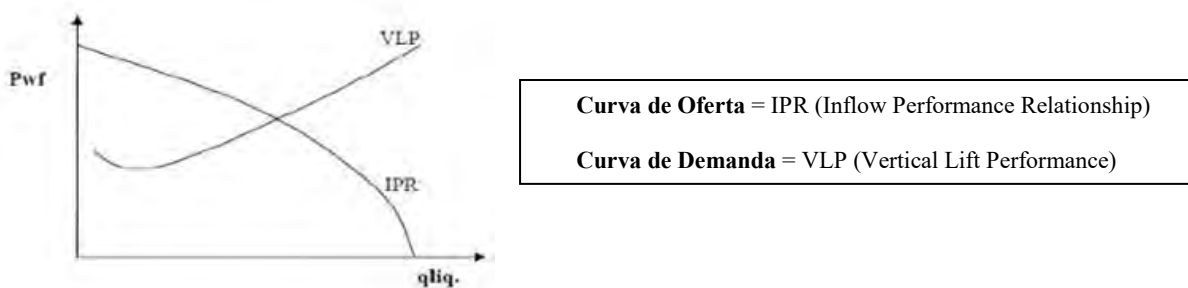 VLP
Pwf
IPR
qliq.
Curva de Oferta = IPR (Inflow Performance Relationship)
Curva de Demanda = VLP (Vertical Lift Performance)